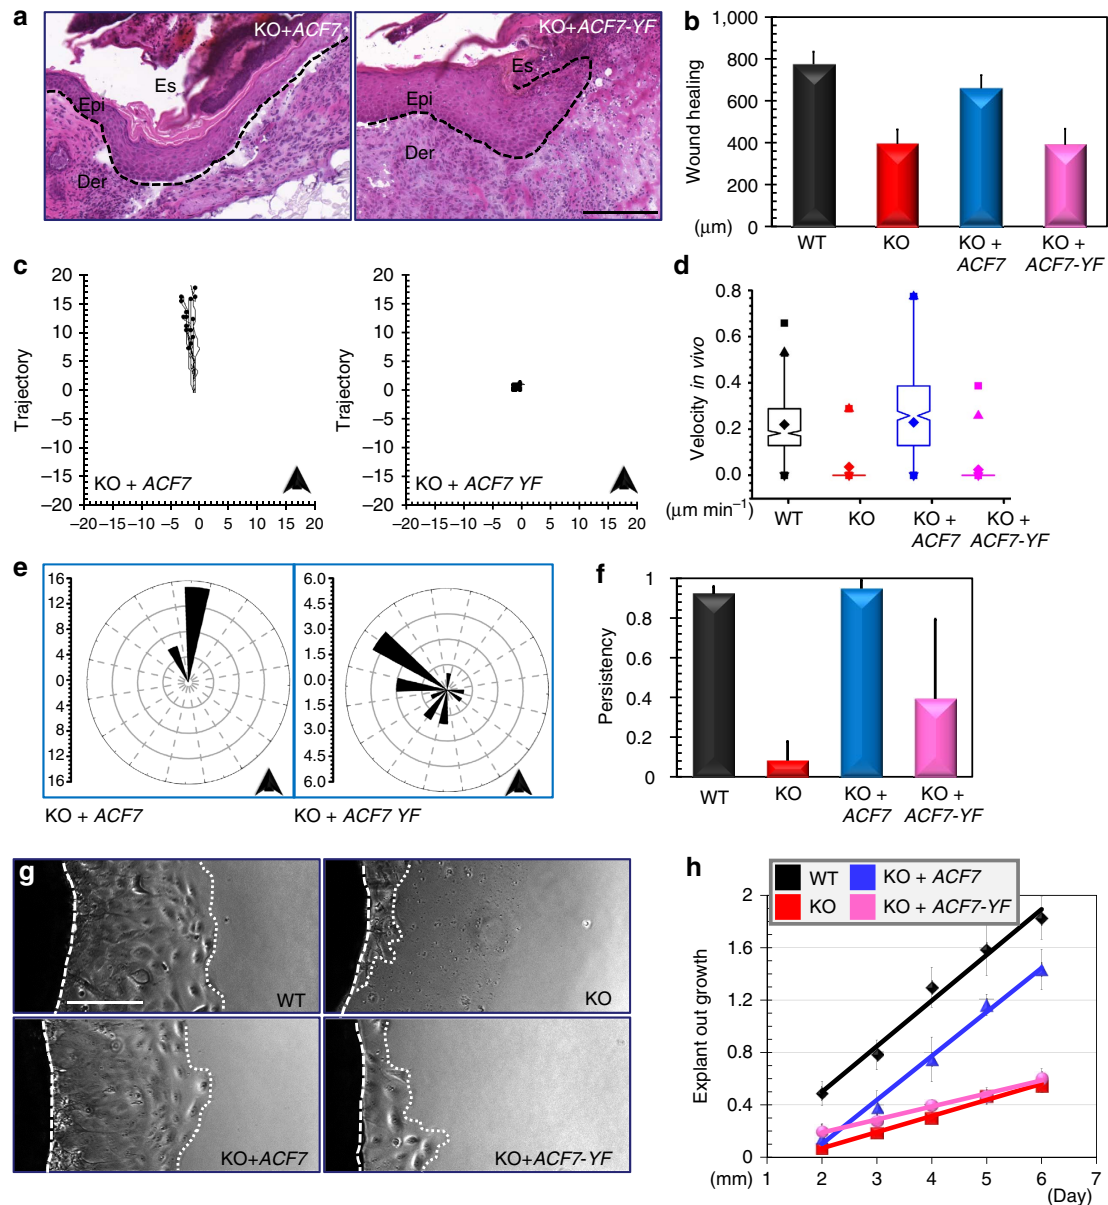 a
KO+ACF7
Es
Epi
Der
KO+ACF7-YF
Es
Epi
Der
b
Wound healing
(μm)
1,000
800
600
400
200
0
WT
KO
KO +
ACF7
KO +
ACF7-YF
c
Trajectory
20
15
10
5
0
−5
−10
−15
−20
−20 −15 −10 −5 0 5 10 15 20
KO + ACF7
Trajectory
20
15
10
5
0
−5
−10
−15
−20
−20 −15 −10 −5 0 5 10 15 20
KO + ACF7 YF
d
Velocity in vivo
(μm min−1)
0.8
0.6
0.4
0.2
0.0
WT
KO
KO +
ACF7
KO +
ACF7-YF
e
16
12
8
4
0
4
8
12
16
KO + ACF7
6.0
4.5
3.0
1.5
0.0
1.5
3.0
4.5
6.0
KO + ACF7 YF
f
Persistency
1
0.8
0.6
0.4
0.2
0
WT
KO
KO +
ACF7
KO +
ACF7-YF
g
WT
KO
KO+ACF7
KO+ACF7-YF
h
WT
KO + ACF7
KO
KO + ACF7-YF
Explant out growth
2
1.6
1.2
0.8
0.4
0
(mm)
1 2 3 4 5 6 7
(Day)